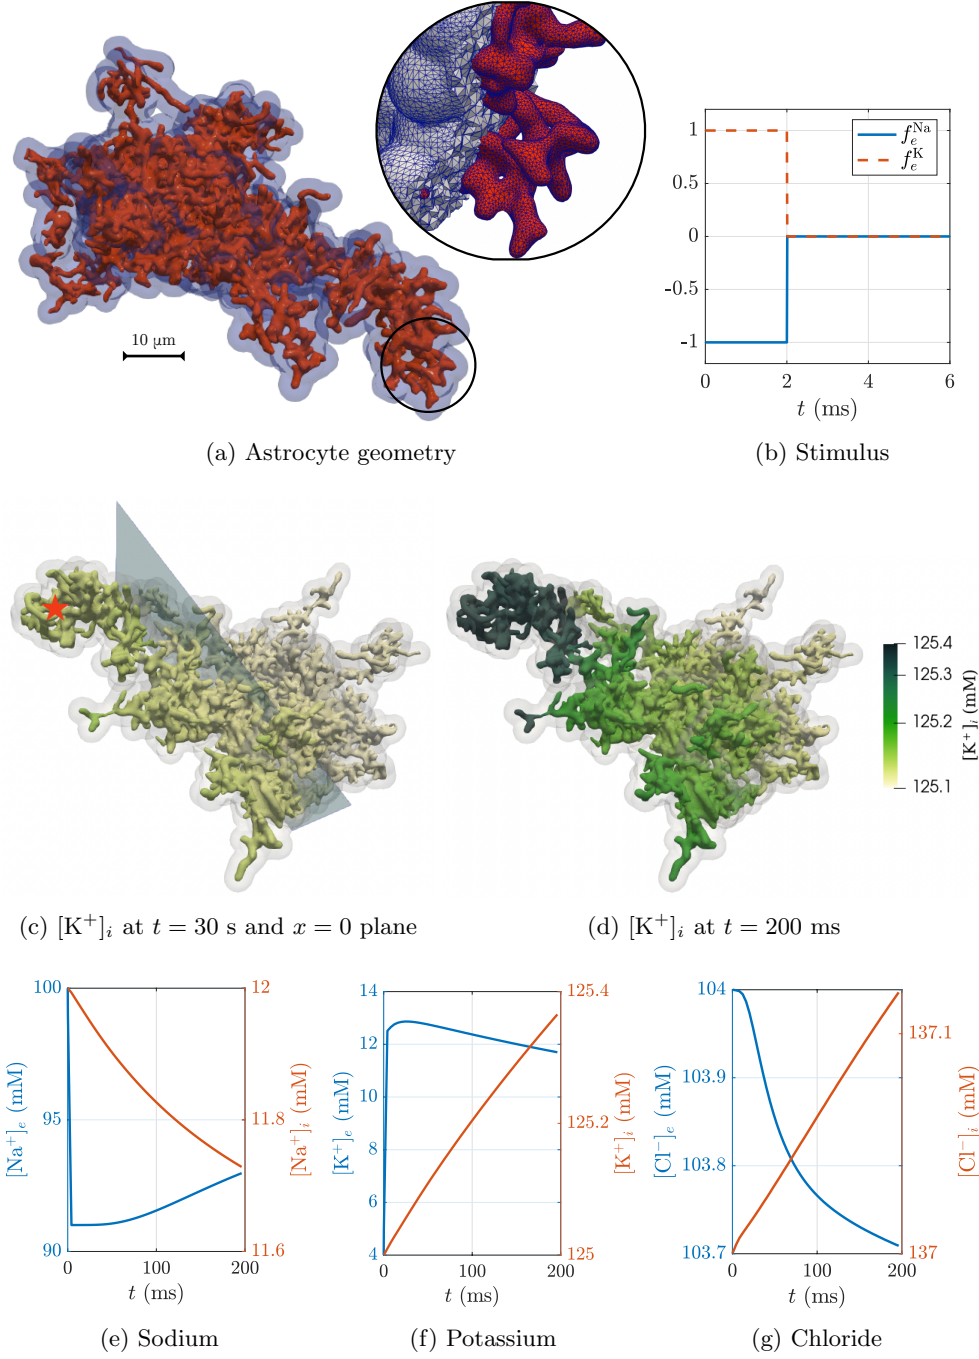 10 µm
(a) Astrocyte geometry
1
0.5
0
-0.5
-1
0 2 4 6
t (ms)
f_e^Na
f_e^K
(b) Stimulus
(c) [K⁺]ᵢ at t = 30 s and x = 0 plane
125.4
125.3
125.2
125.1
[K⁺]ᵢ (mM)
(d) [K⁺]ᵢ at t = 200 ms
[Na⁺]ₑ (mM)
100
95
90
0 100 200
t (ms)
12
11.8
11.6
[Na⁺]ᵢ (mM)
(e) Sodium
[K⁺]ₑ (mM)
14
12
10
8
6
4
0 100 200
t (ms)
125.4
125.2
125
[K⁺]ᵢ (mM)
(f) Potassium
[Cl⁻]ₑ (mM)
104
103.9
103.8
103.7
0 100 200
t (ms)
137.1
137
[Cl⁻]ᵢ (mM)
(g) Chloride